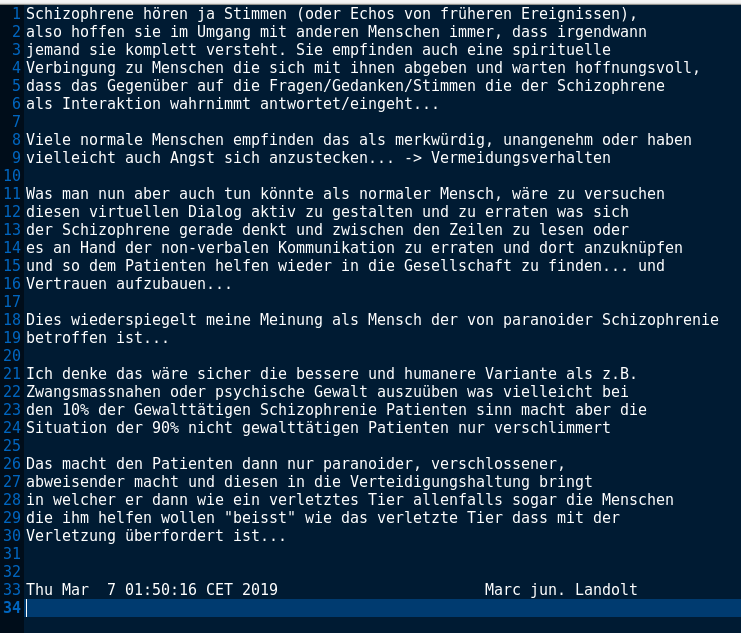 1 Schizophrene hören ja Stimmen (oder Echos von früheren Ereignissen),
2 also hoffen sie im Umgang mit anderen Menschen immer, dass irgendwann
3 jemand sie komplett versteht. Sie empfinden auch eine spirituelle
4 Verbingung zu Menschen die sich mit ihnen abgeben und warten hoffnungsvoll,
5 dass das Gegenüber auf die Fragen/Gedanken/Stimmen die der Schizophrene
6 als Interaktion wahrnimmt antwortet/eingeht...
7
8 Viele normale Menschen empfinden das als merkwürdig, unangenehm oder haben
9 vielleicht auch Angst sich anzustecken... -> Vermeidungsverhalten
10
11 Was man nun aber auch tun könnte als normaler Mensch, wäre zu versuchen
12 diesen virtuellen Dialog aktiv zu gestalten und zu erraten was sich
13 der Schizophrene gerade denkt und zwischen den Zeilen zu lesen oder
14 es an Hand der non-verbalen Kommunikation zu erraten und dort anzuknüpfen
15 und so dem Patienten helfen wieder in die Gesellschaft zu finden... und
16 Vertrauen aufzubauen...
17
18 Dies wiederspiegelt meine Meinung als Mensch der von paranoider Schizophrenie
19 betroffen ist...
20
21 Ich denke das wäre sicher die bessere und humanere Variante als z.B.
22 Zwangsmassnahen oder psychische Gewalt auszuüben was vielleicht bei
23 den 10% der Gewalttätigen Schizophrenie Patienten sinn macht aber die
24 Situation der 90% nicht gewalttätigen Patienten nur verschlimmert
25
26 Das macht den Patienten dann nur paranoider, verschlossener,
27 abweisender macht und diesen in die Verteidigungshaltung bringt
28 in welcher er dann wie ein verletztes Tier allenfalls sogar die Menschen
29 die ihm helfen wollen "beisst" wie das verletzte Tier dass mit der
30 Verletzung überfordert ist...
31
32
33 Thu Mar  7 01:50:16 CET 2019                       Marc jun. Landolt
34